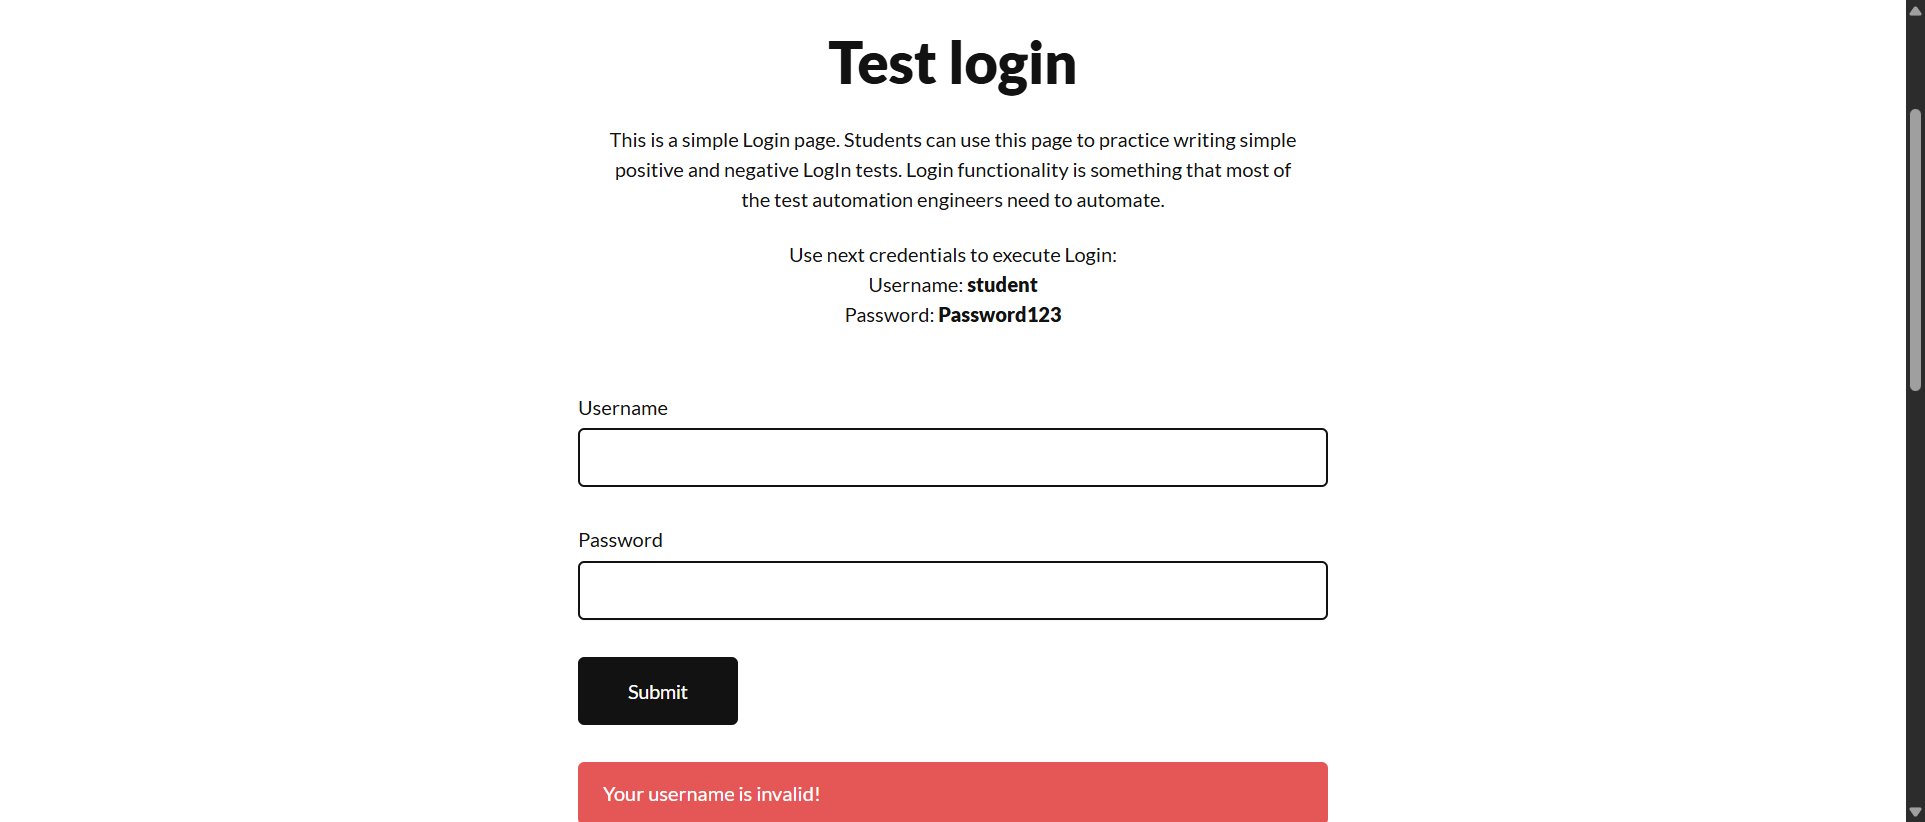 Test login
This is a simple Login page. Students can use this page to practice writing simple
positive and negative LogIn tests. Login functionality is something that most of
the test automation engineers need to automate.
Use next credentials to execute Login:
Username: student
Password: Password123
Username
Password
Submit
Your username is invalid!